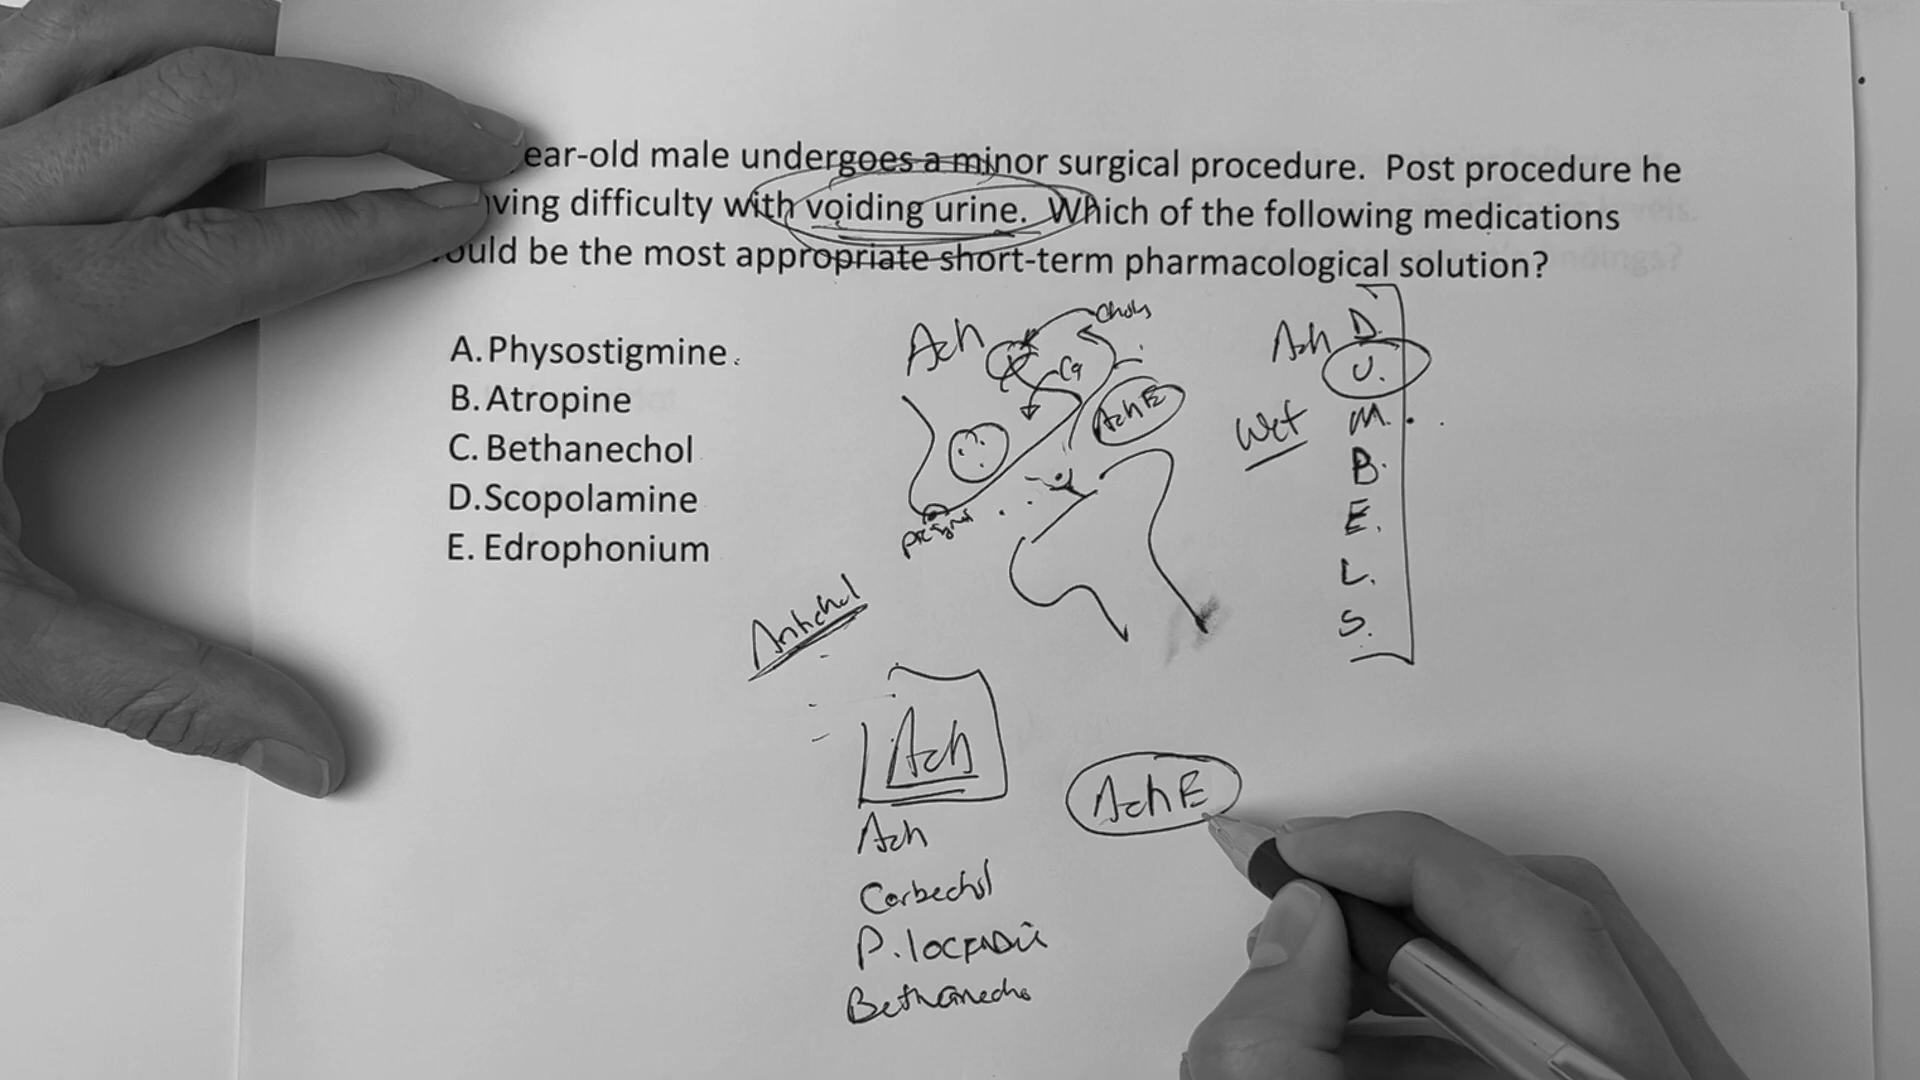 ear-old male undergoes a minor surgical procedure. Post procedure he
ving difficulty with voiding urine. Which of the following medications
ould be the most appropriate short-term pharmacological solution?
A. Physostigmine
B. Atropine
C. Bethanechol
D. Scopolamine
E. Edrophonium
Ach
Ca
AchE
Ach
Wet
D.
U.
M.
B.
E.
L.
S.
Antichol
Ach
AchE
Ach
Carbechol
Bethanecho